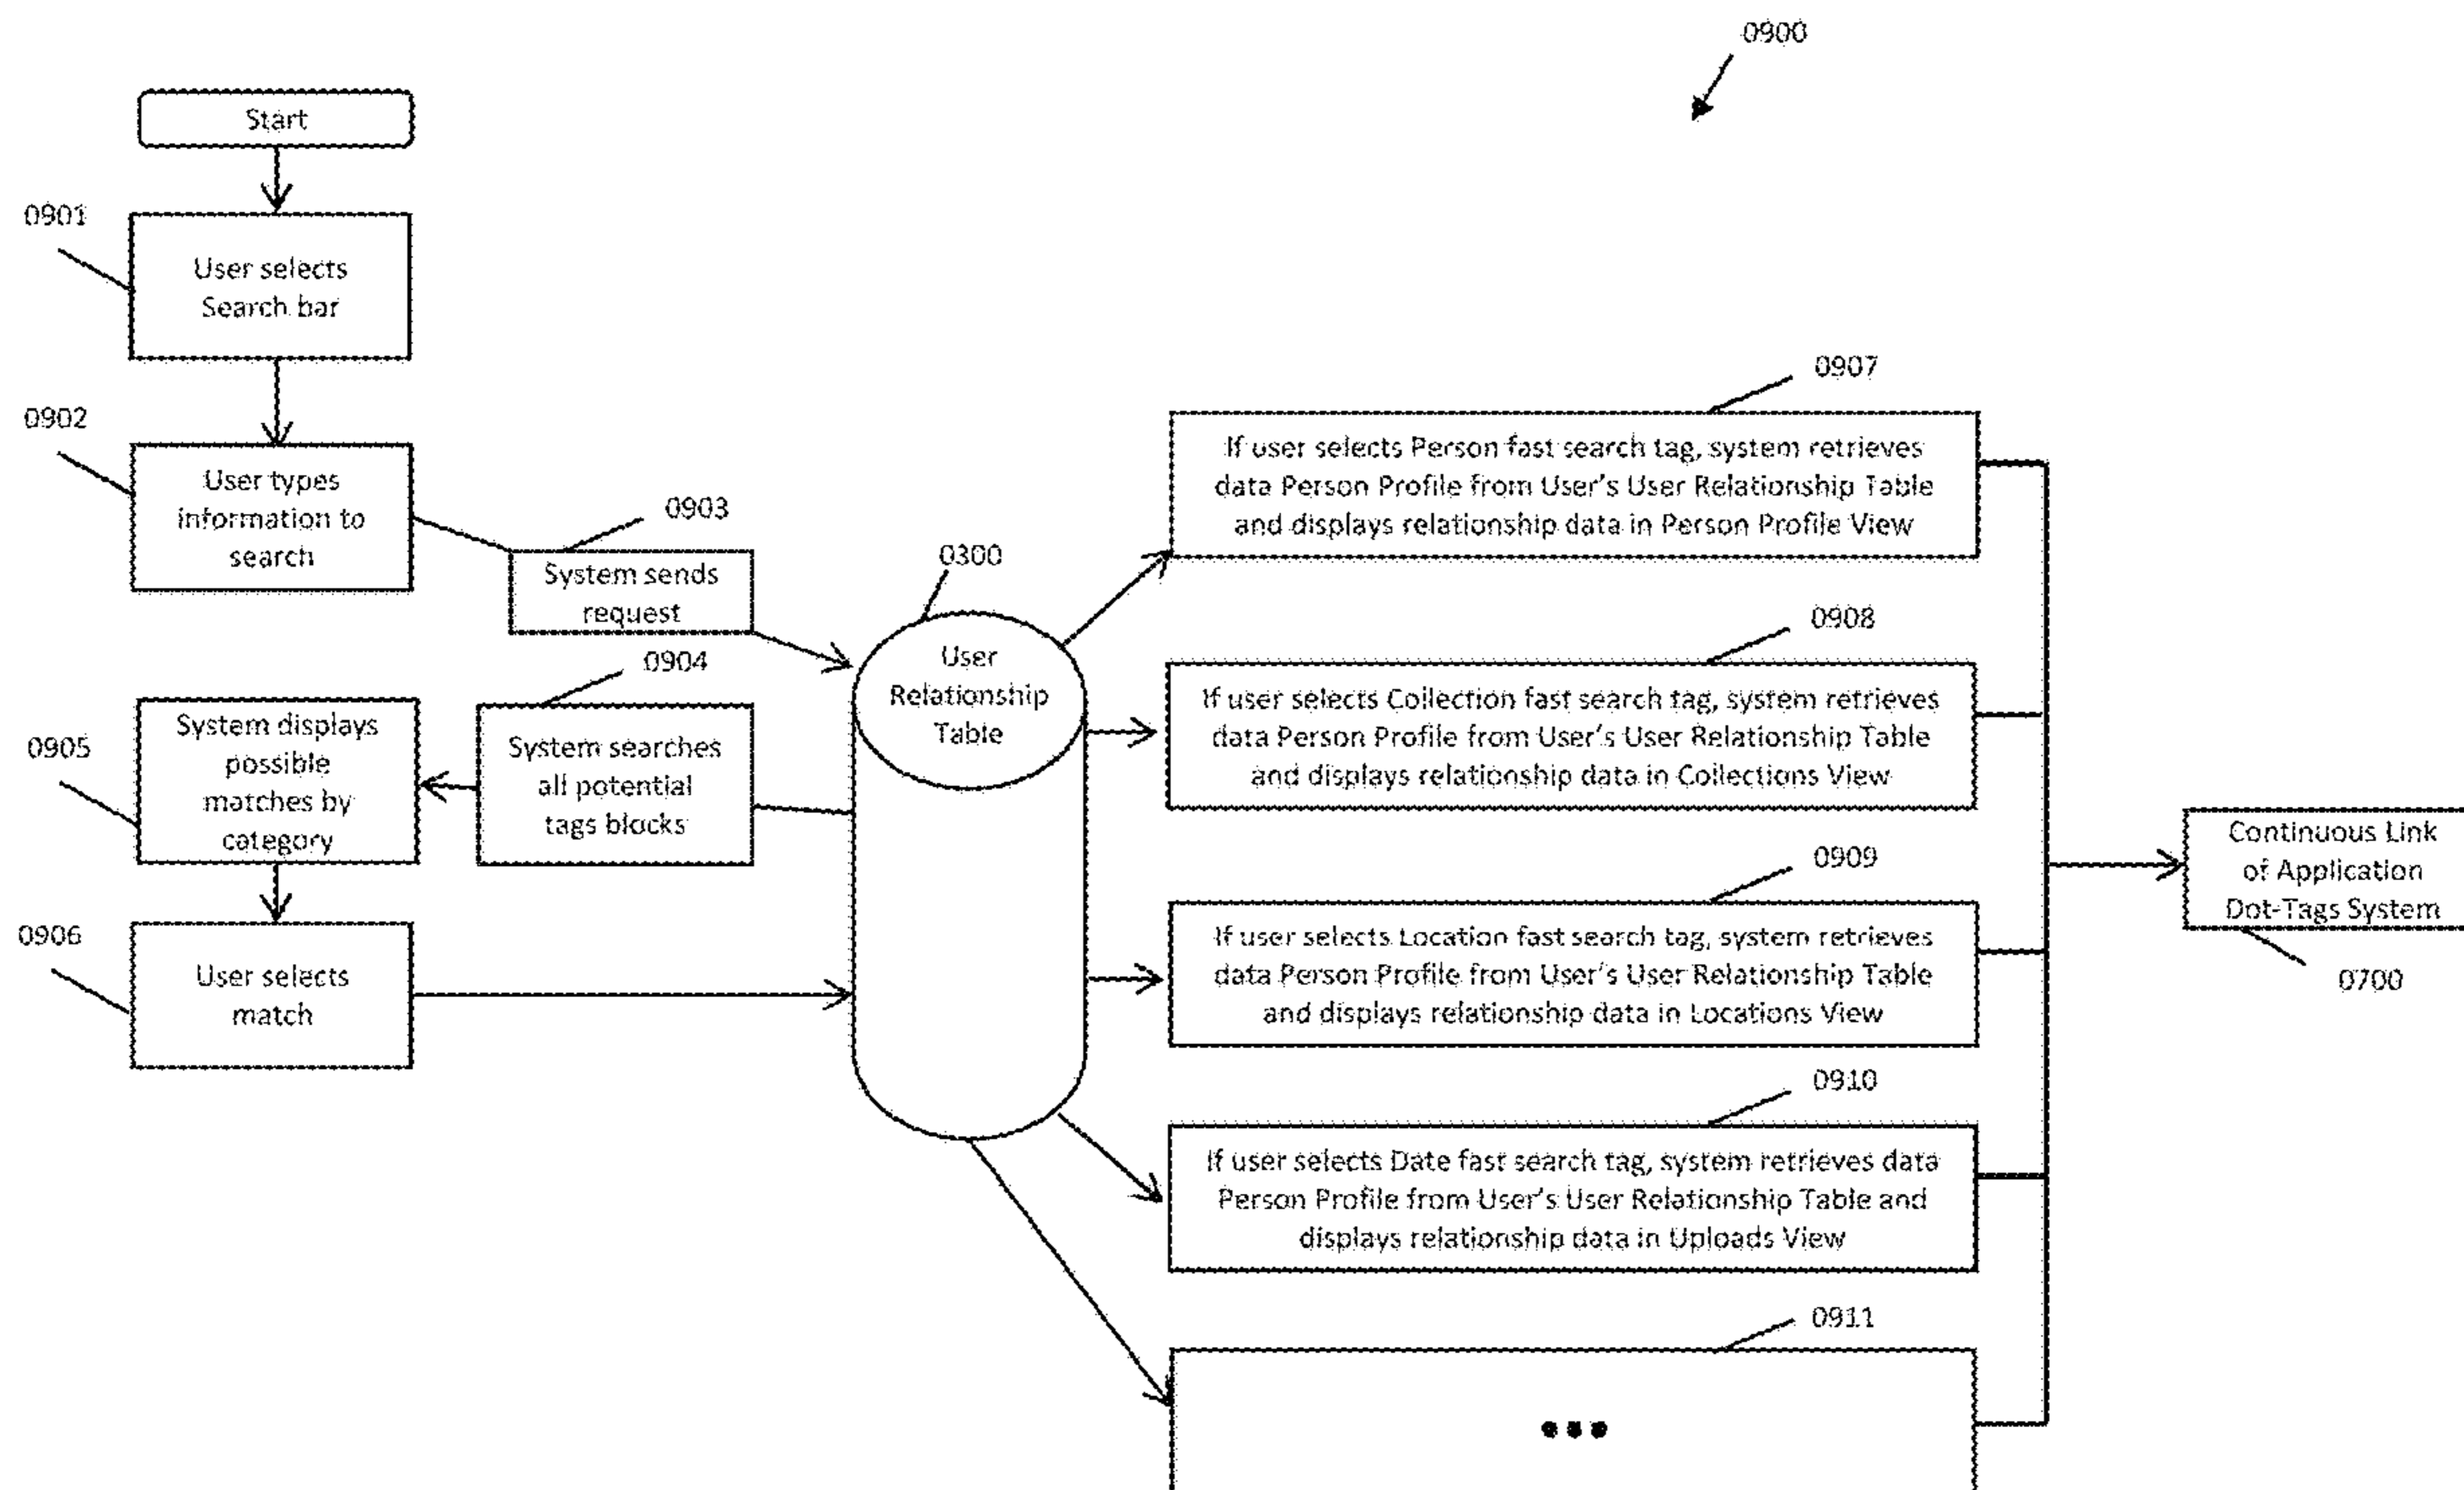 0900
Start
0901
User selects
Search bar
0902
User types
information to
search
0903
System sends
request
0300
User
Relationship
Table
0904
System searches
all potential
tags blocks
0905
System displays
possible
matches by
category
0906
User selects
match
0907
If user selects Person fast search tag, system retrieves
data Person Profile from User's User Relationship Table
and displays relationship data in Person Profile View
0908
If user selects Collection fast search tag, system retrieves
data Person Profile from User's User Relationship Table
and displays relationship data in Collections View
0909
If user selects Location fast search tag, system retrieves
data Person Profile from User's User Relationship Table
and displays relationship data in Locations View
0910
If user selects Date fast search tag, system retrieves data
Person Profile from User's User Relationship Table and
displays relationship data in Uploads View
0911
•••
Continuous Link
of Application
Dot-Tags System
0700